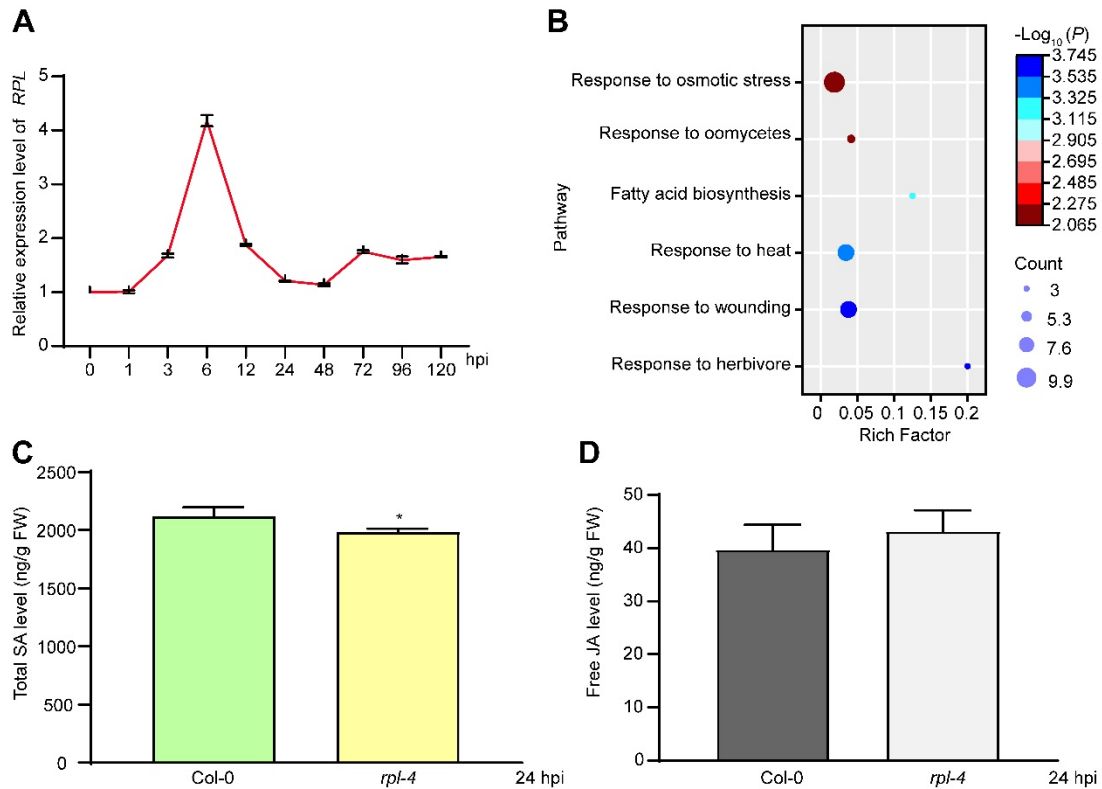 A
Relative expression level of RPL
5
4
3
2
1
0
0 1 3 6 12 24 48 72 96 120
hpi
B
Pathway
Response to osmotic stress
Response to oomycetes
Fatty acid biosynthesis
Response to heat
Response to wounding
Response to herbivore
0 0.05 0.1 0.15 0.2
Rich Factor
-Log10 (P)
3.745
3.535
3.325
3.115
2.905
2.695
2.485
2.275
2.065
Count
3
5.3
7.6
9.9
C
Total SA level (ng/g FW)
2500
2000
1500
1000
500
0
*
Col-0 rpl-4 24 hpi
D
Free JA level (ng/g FW)
50
40
30
20
10
0
Col-0 rpl-4 24 hpi